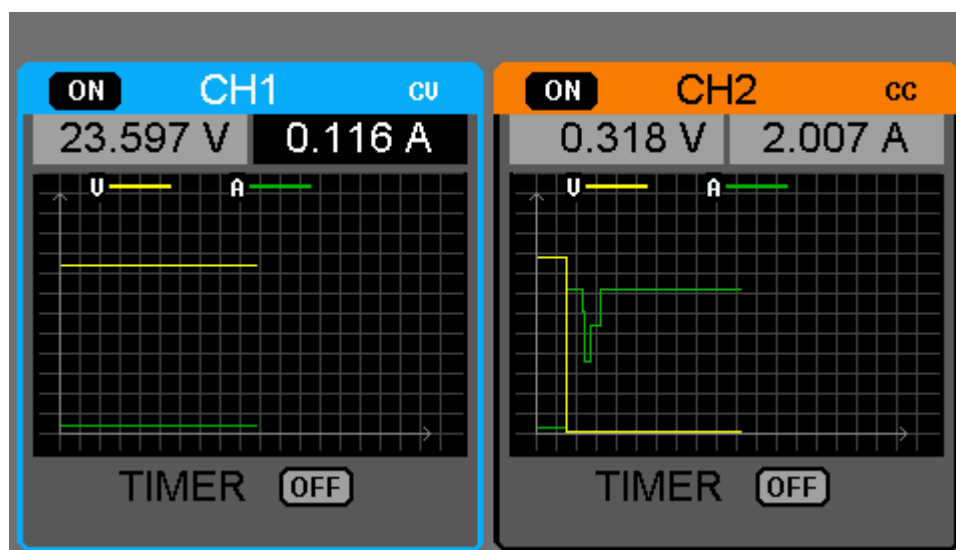 ON CH1 CV
23.597 V 0.116 A
V A
TIMER OFF
ON CH2 CC
0.318 V 2.007 A
V A
TIMER OFF